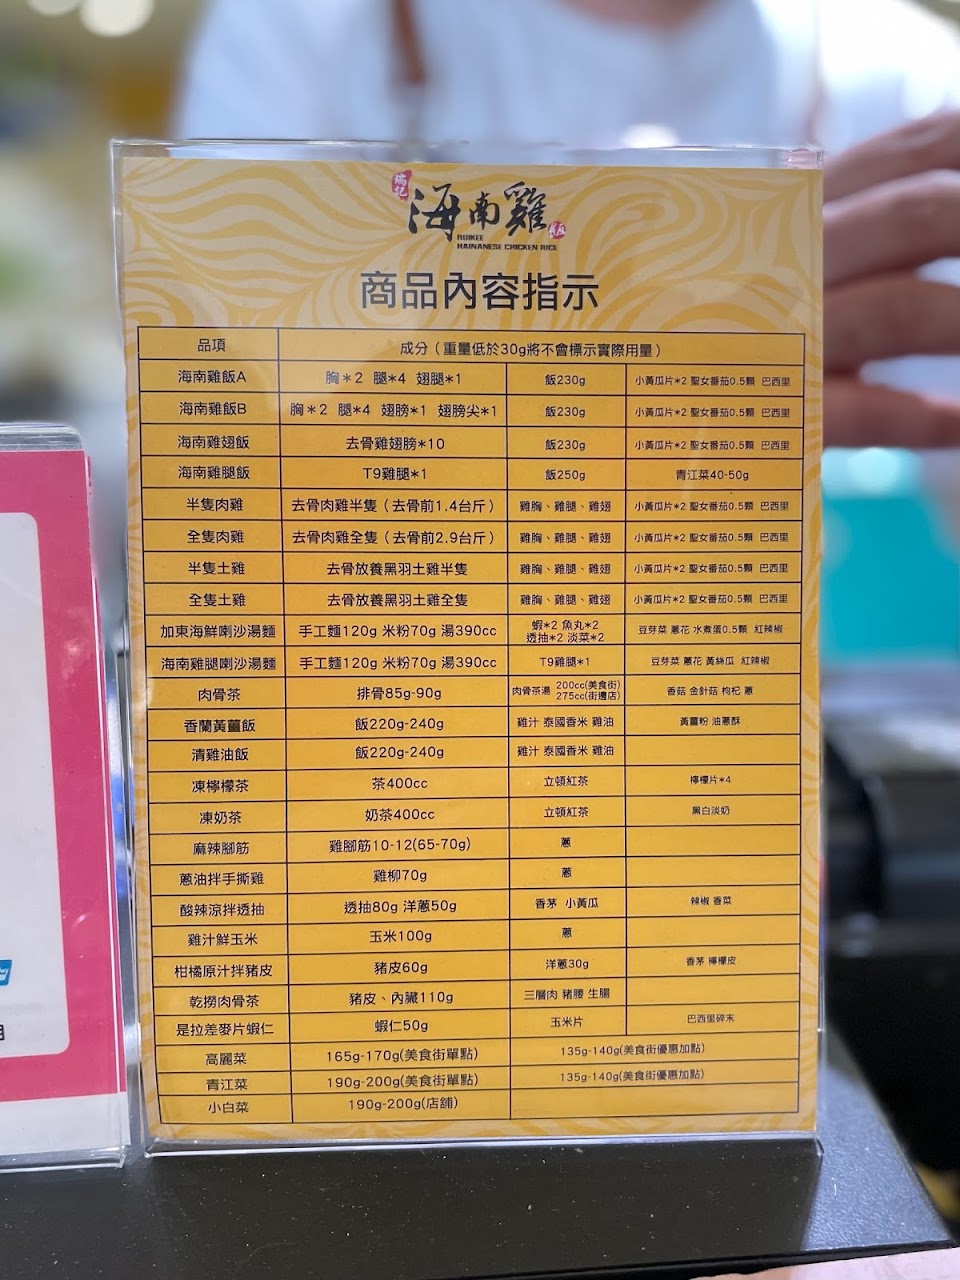 瑞記
海南雞飯
RUIKEE
HAINANESE CHICKEN RICE
商品內容指示
品項 成分（重量低於30g將不會標示實際用量）
海南雞飯A 胸*2 腿*4 翅腿*1 飯230g 小黃瓜片*2 聖女番茄0.5顆 巴西里
海南雞飯B 胸*2 腿*4 翅膀*1 翅膀尖*1 飯230g 小黃瓜片*2 聖女番茄0.5顆 巴西里
海南雞翅飯 去骨雞翅膀*10 飯230g 小黃瓜片*2 聖女番茄0.5顆 巴西里
海南雞腿飯 T9雞腿*1 飯250g 青江菜40-50g
半隻肉雞 去骨肉雞半隻（去骨前1.4台斤） 雞胸、雞腿、雞翅 小黃瓜片*2 聖女番茄0.5顆 巴西里
全隻肉雞 去骨肉雞全隻（去骨前2.9台斤） 雞胸、雞腿、雞翅 小黃瓜片*2 聖女番茄0.5顆 巴西里
半隻土雞 去骨放養黑羽土雞半隻 雞胸、雞腿、雞翅 小黃瓜片*2 聖女番茄0.5顆 巴西里
全隻土雞 去骨放養黑羽土雞全隻 雞胸、雞腿、雞翅 小黃瓜片*2 聖女番茄0.5顆 巴西里
加東海鮮喇沙湯麵 手工麵120g 米粉70g 湯390cc 蝦*2 魚丸*2 透抽*2 淡菜*2 豆芽菜 蔥花 水煮蛋0.5顆 紅辣椒
海南雞腿喇沙湯麵 手工麵120g 米粉70g 湯390cc T9雞腿*1 豆芽菜 蔥花 黃絲瓜 紅辣椒
肉骨茶 排骨85g-90g 肉骨茶湯 200cc(美食街) 275cc(街邊店) 香菇 金針菇 枸杞 蔥
香蘭黃薑飯 飯220g-240g 雞汁 泰國香米 雞油 黃薑粉 油蔥酥
清雞油飯 飯220g-240g 雞汁 泰國香米 雞油
凍檸檬茶 茶400cc 立頓紅茶 檸檬片*4
凍奶茶 奶茶400cc 立頓紅茶 黑白淡奶
麻辣腳筋 雞腳筋10-12(65-70g) 蔥
蔥油拌手撕雞 雞柳70g 蔥
酸辣涼拌透抽 透抽80g 洋蔥50g 香茅 小黃瓜 辣椒 香菜
雞汁鮮玉米 玉米100g 蔥
柑橘原汁拌豬皮 豬皮60g 洋蔥30g 香茅 檸檬皮
乾撈肉骨茶 豬皮、內臟110g 三層肉 豬腰 生腸
是拉差麥片蝦仁 蝦仁50g 玉米片 巴西里碎末
高麗菜 165g-170g(美食街單點) 135g-140g(美食街優惠加點)
青江菜 190g-200g(美食街單點) 135g-140g(美食街優惠加點)
小白菜 190g-200g(店舖)